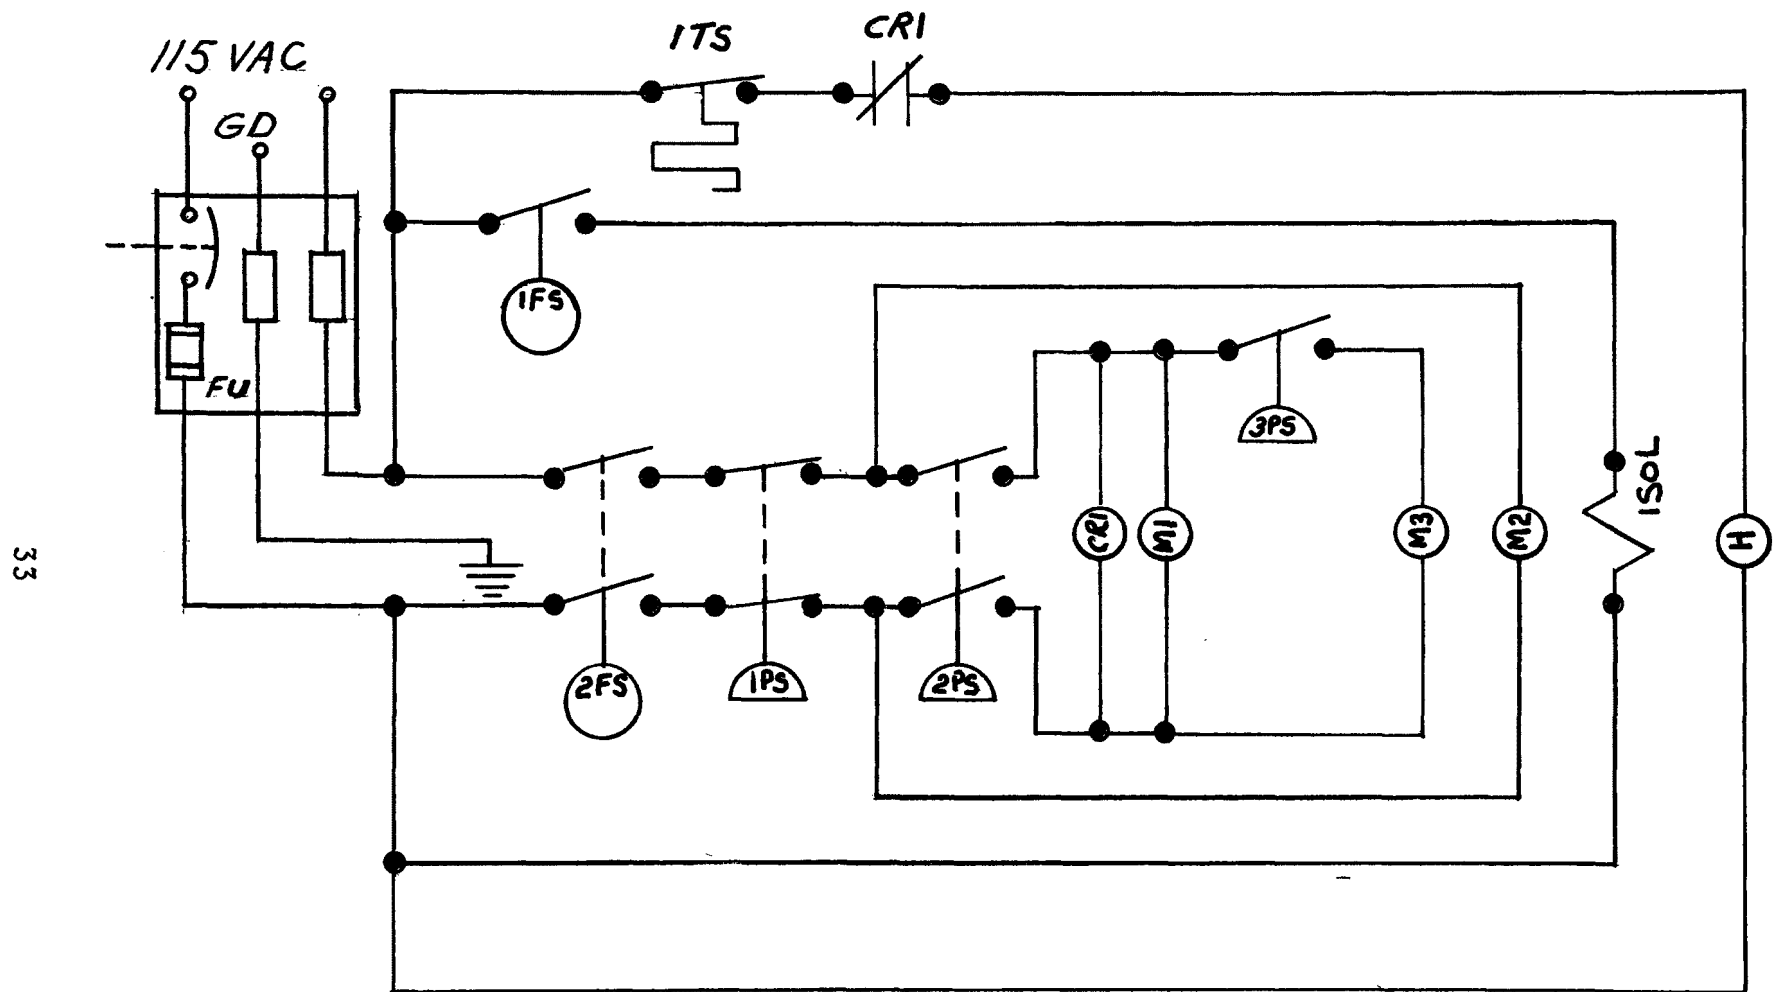 1TS
CR1
115 VAC
GD
1FS
FU
3PS
1SOL
CR1
M1
M3
M2
H
33
2FS
1PS
2PS